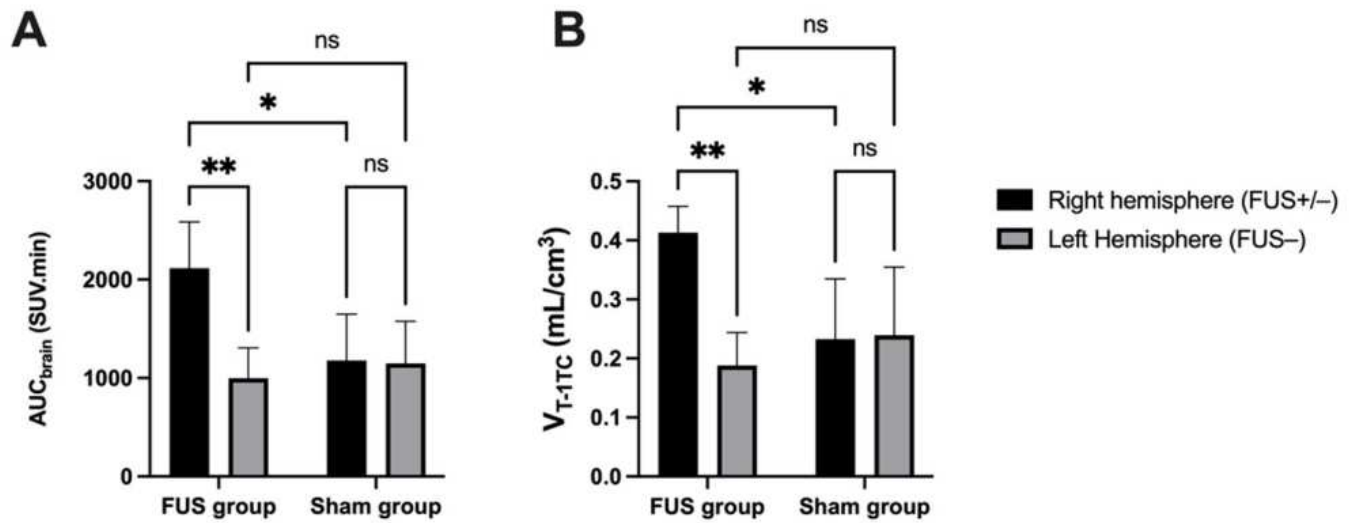 A
ns
*
**
ns
3000
2000
1000
0
AUCbrain (SUV.min)
FUS group
Sham group
B
ns
*
**
ns
0.5
0.4
0.3
0.2
0.1
0.0
VT-1TC (mL/cm³)
FUS group
Sham group
Right hemisphere (FUS+/–)
Left Hemisphere (FUS–)